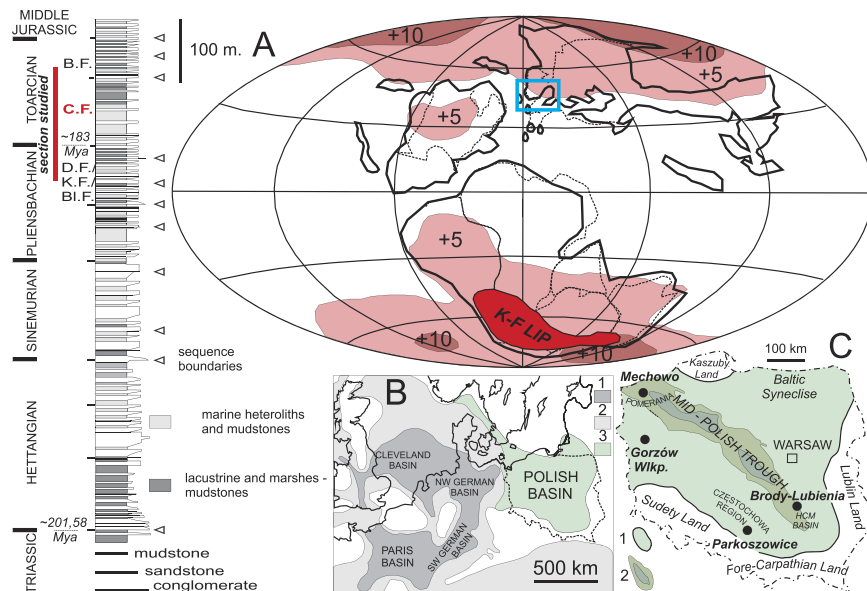 MIDDLE
JURASSIC
TOARCIAN
PLIENSBACHIAN
SINEMURIAN
HETTANGIAN
TRIASSIC
B.F.
C.F.
section studied
~183
Mya
D.F./
K.F./
Bl.F.
~201,58
Mya
100 m.
sequence
boundaries
marine heteroliths
and mudstones
lacustrine and marshes -
mudstones
mudstone
sandstone
conglomerate
A
+10
+10
+5
+5
+5
+10
+10
K-F LIP
B
1
2
3
CLEVELAND
BASIN
NW GERMAN
BASIN
POLISH
BASIN
PARIS
BASIN
SW GERMAN
BASIN
500 km
C
100 km
Kaszuby
Land
Baltic
Syneclise
Mechowo
POMERANIA
MID - POLISH TROUGH
WARSAW
Gorzów
Wlkp.
Lublin Land
Brody-Lubienia
HCM
BASIN
CZESTOCHOWA
REGION
Sudety Land
Parkoszowice
Fore-Carpathian Land
1
2